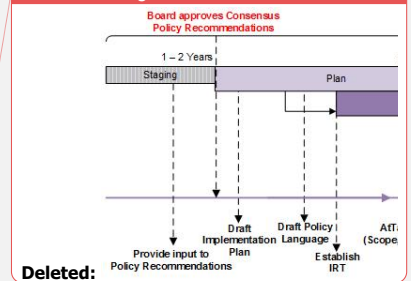 Board approves Consensus
Policy Recommendations
1 – 2 Years
Staging
Plan
Draft
Implementation
Plan
Draft Policy
Language
(Scope
Provide input to
Policy Recommendations
Establish
IRT
Deleted: